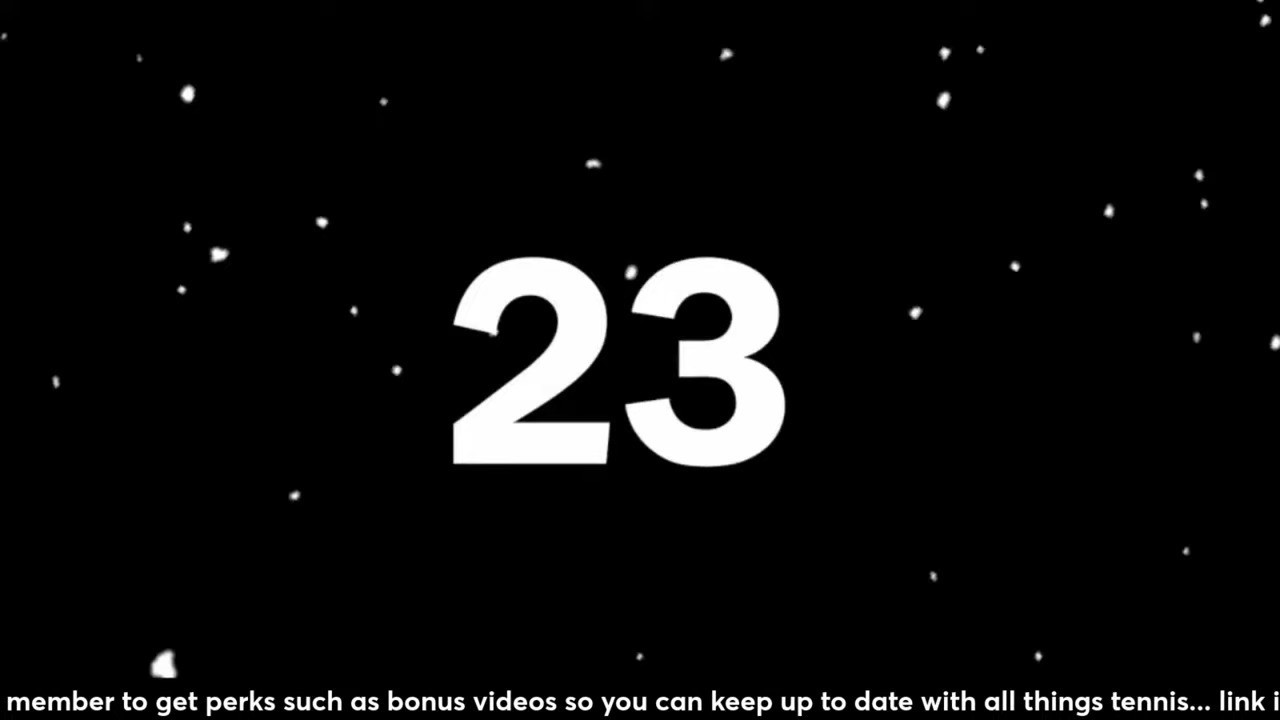 23
member to get perks such as bonus videos so you can keep up to date with all things tennis... link i